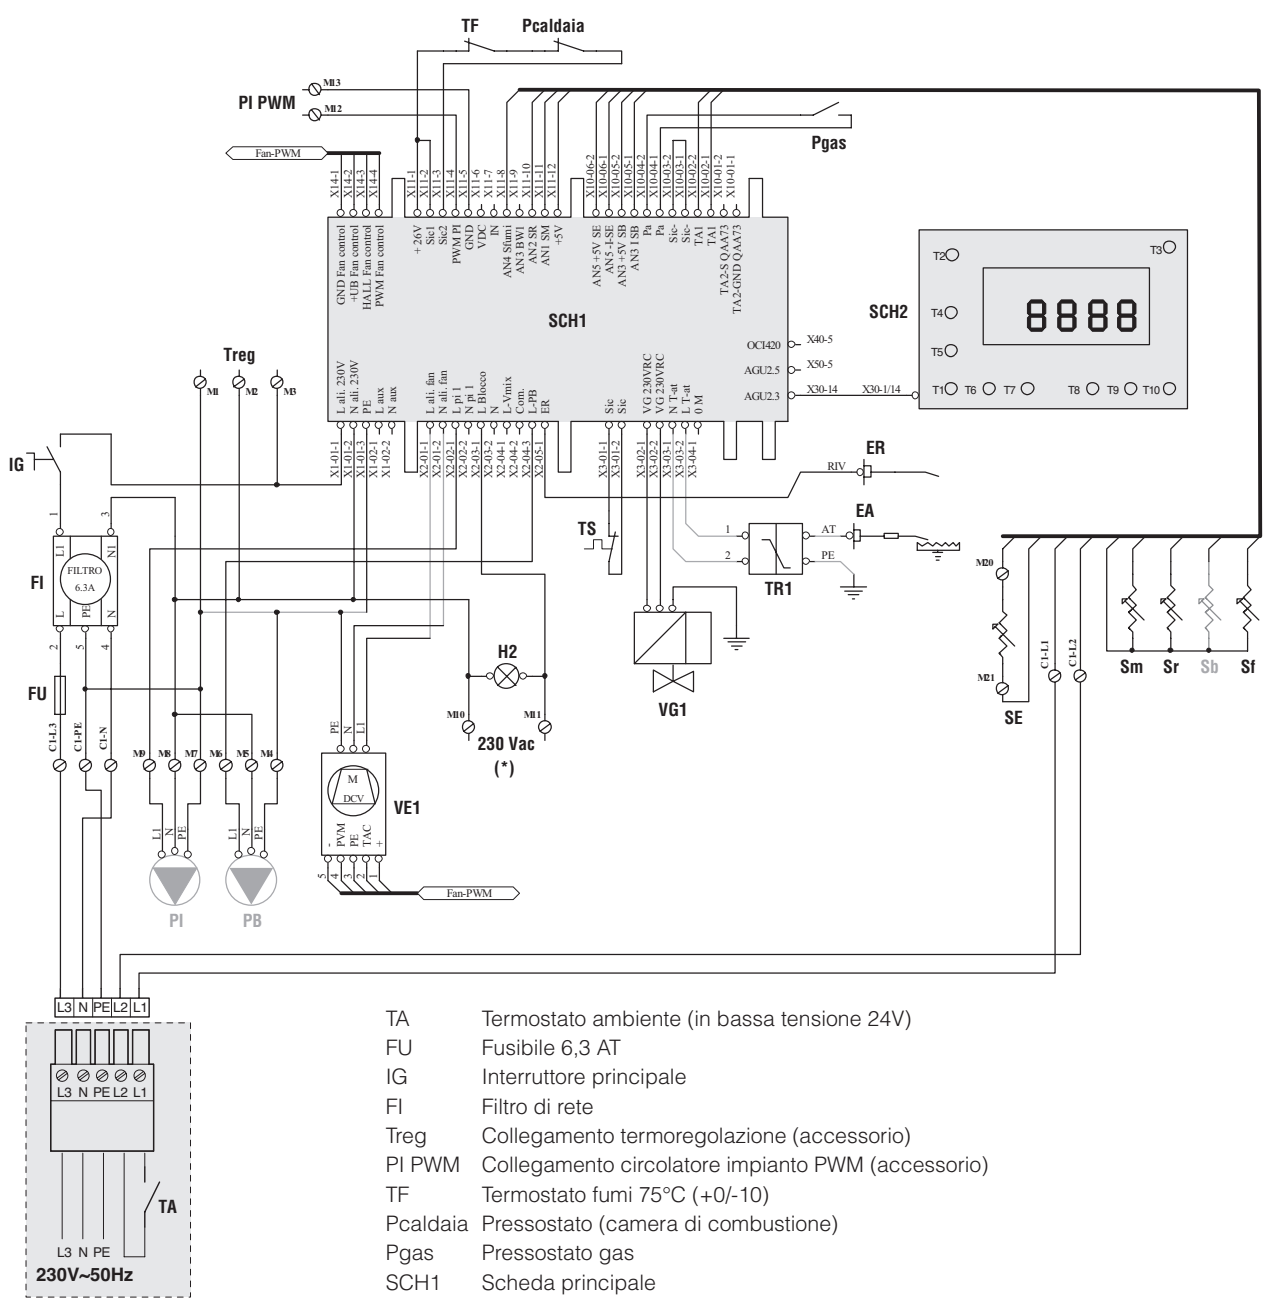 TF Pcaldaia
PI PWM
M13
M12
Fan-PWM
Pgas
X14-1
X14-2
X14-3
X14-4
X11-1
X11-2
X11-3
X11-4
X11-5
X11-6
X11-7
X11-8
X11-9
X11-10
X11-11
X11-12
X10-06-2
X10-06-1
X10-05-2
X10-05-1
X10-04-2
X10-04-1
X10-03-2
X10-03-1
X10-02-2
X10-02-1
X10-01-2
X10-01-1
GND Fan control
+UB Fan control
HALL Fan control
PWM Fan control
+ 26V
Sic1
Sic2
PWM PI
GND
VDC
IN
AN4 Sfumi
AN3 BW1
AN2 SR
AN1 SM
+5V
AN5 +5V SE
AN5 -I-SE
AN3 +5V SB
AN3 I SB
Pa
Pa
Sic-
Sic-
TA1
TA1
TA2-S QAA73
TA2-GND QAA73
SCH1
OCI420 X40-5
AGU2.5 X50-5
AGU2.3 X30-14 X30-1/14
SCH2
T2 T3
T4 8888
T5
T1 T6 T7 T8 T9 T10
Treg
M1 M2 M3
L ali. 230V
N ali. 230V
PE
L aux
N aux
L ali. fan
N ali. fan
L pi 1
N pi 1
L Blocco
N
L-Vmix
Com.
L-PB
ER
Sic
Sic
VG 230VRC
VG 230VRC
N T-at
L T-at
0 M
X1-01-1
X1-01-2
X1-01-3
X1-02-1
X1-02-2
X2-01-1
X2-01-2
X2-02-1
X2-02-2
X2-03-1
X2-03-2
X2-04-1
X2-04-2
X2-04-3
X2-05-1
X3-01-1
X3-01-2
X3-02-1
X3-02-2
X3-03-1
X3-03-2
X3-04-1
IG
RIV ER
TS
1 AT EA
2 PE
TR1
1 3
L1 N1
FI
FILTRO
6.3A
L PE N
2 5 4
FU
C1-L3 C1-PE C1-N
M9 M8 M7 M6 M5 M4
L1 N PE
L1 N PE
PI PB
H2
M10 M11
230 Vac
(*)
PE N L1
M
DCV
VE1
- PVM PE TAC +
5 4 3 2 1
Fan-PWM
VG1
M20
M21
SE
C1-L1 C1-L2
Sm Sr Sb Sf
L3 N PE L2 L1
L3 N PE L2 L1
TA
L3 N PE
230V~50Hz
TA Termostato ambiente (in bassa tensione 24V)
FU Fusibile 6,3 AT
IG Interruttore principale
FI Filtro di rete
Treg Collegamento termoregolazione (accessorio)
PI PWM Collegamento circolatore impianto PWM (accessorio)
TF Termostato fumi 75°C (+0/-10)
Pcaldaia Pressostato (camera di combustione)
Pgas Pressostato gas
SCH1 Scheda principale